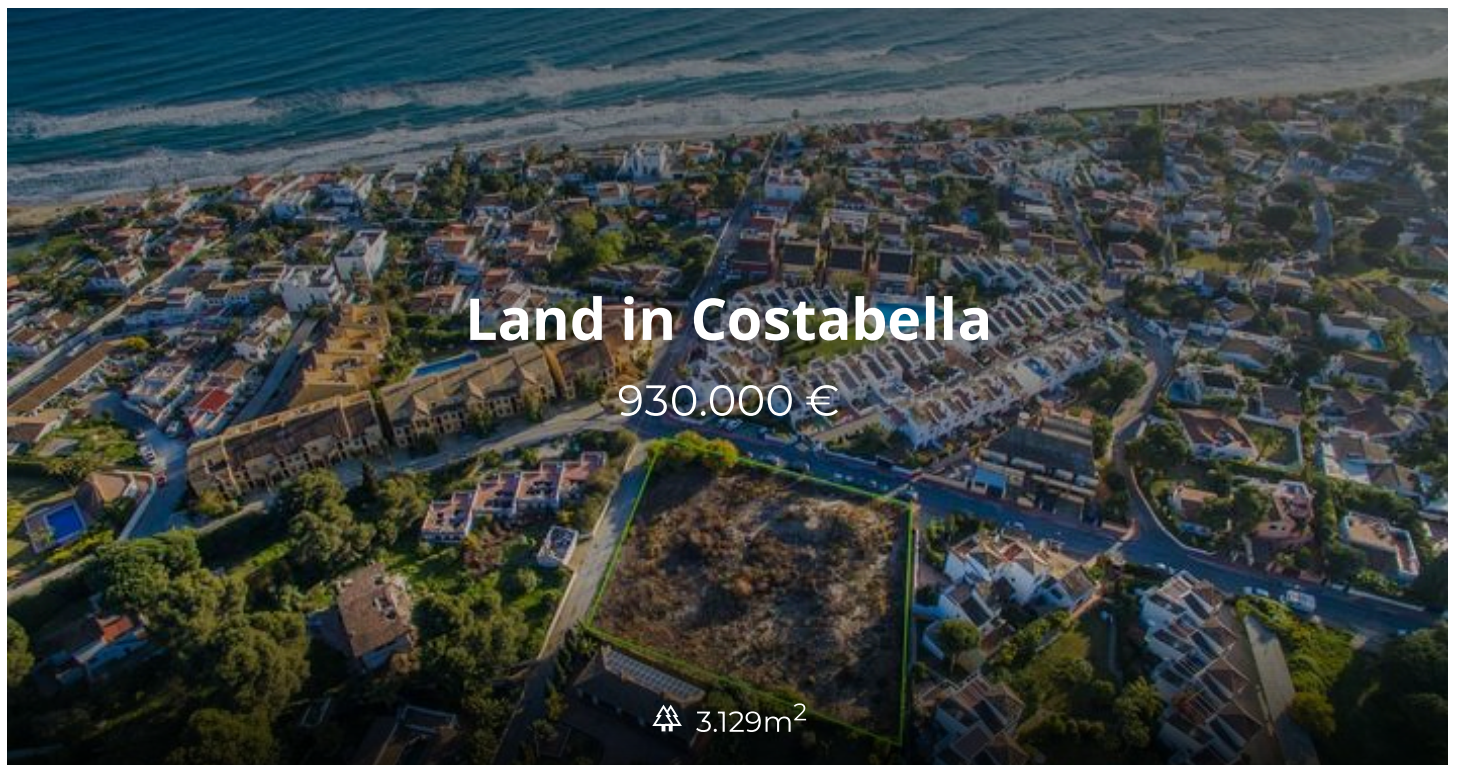 Land in Costabella
930.000 €
3.129m²